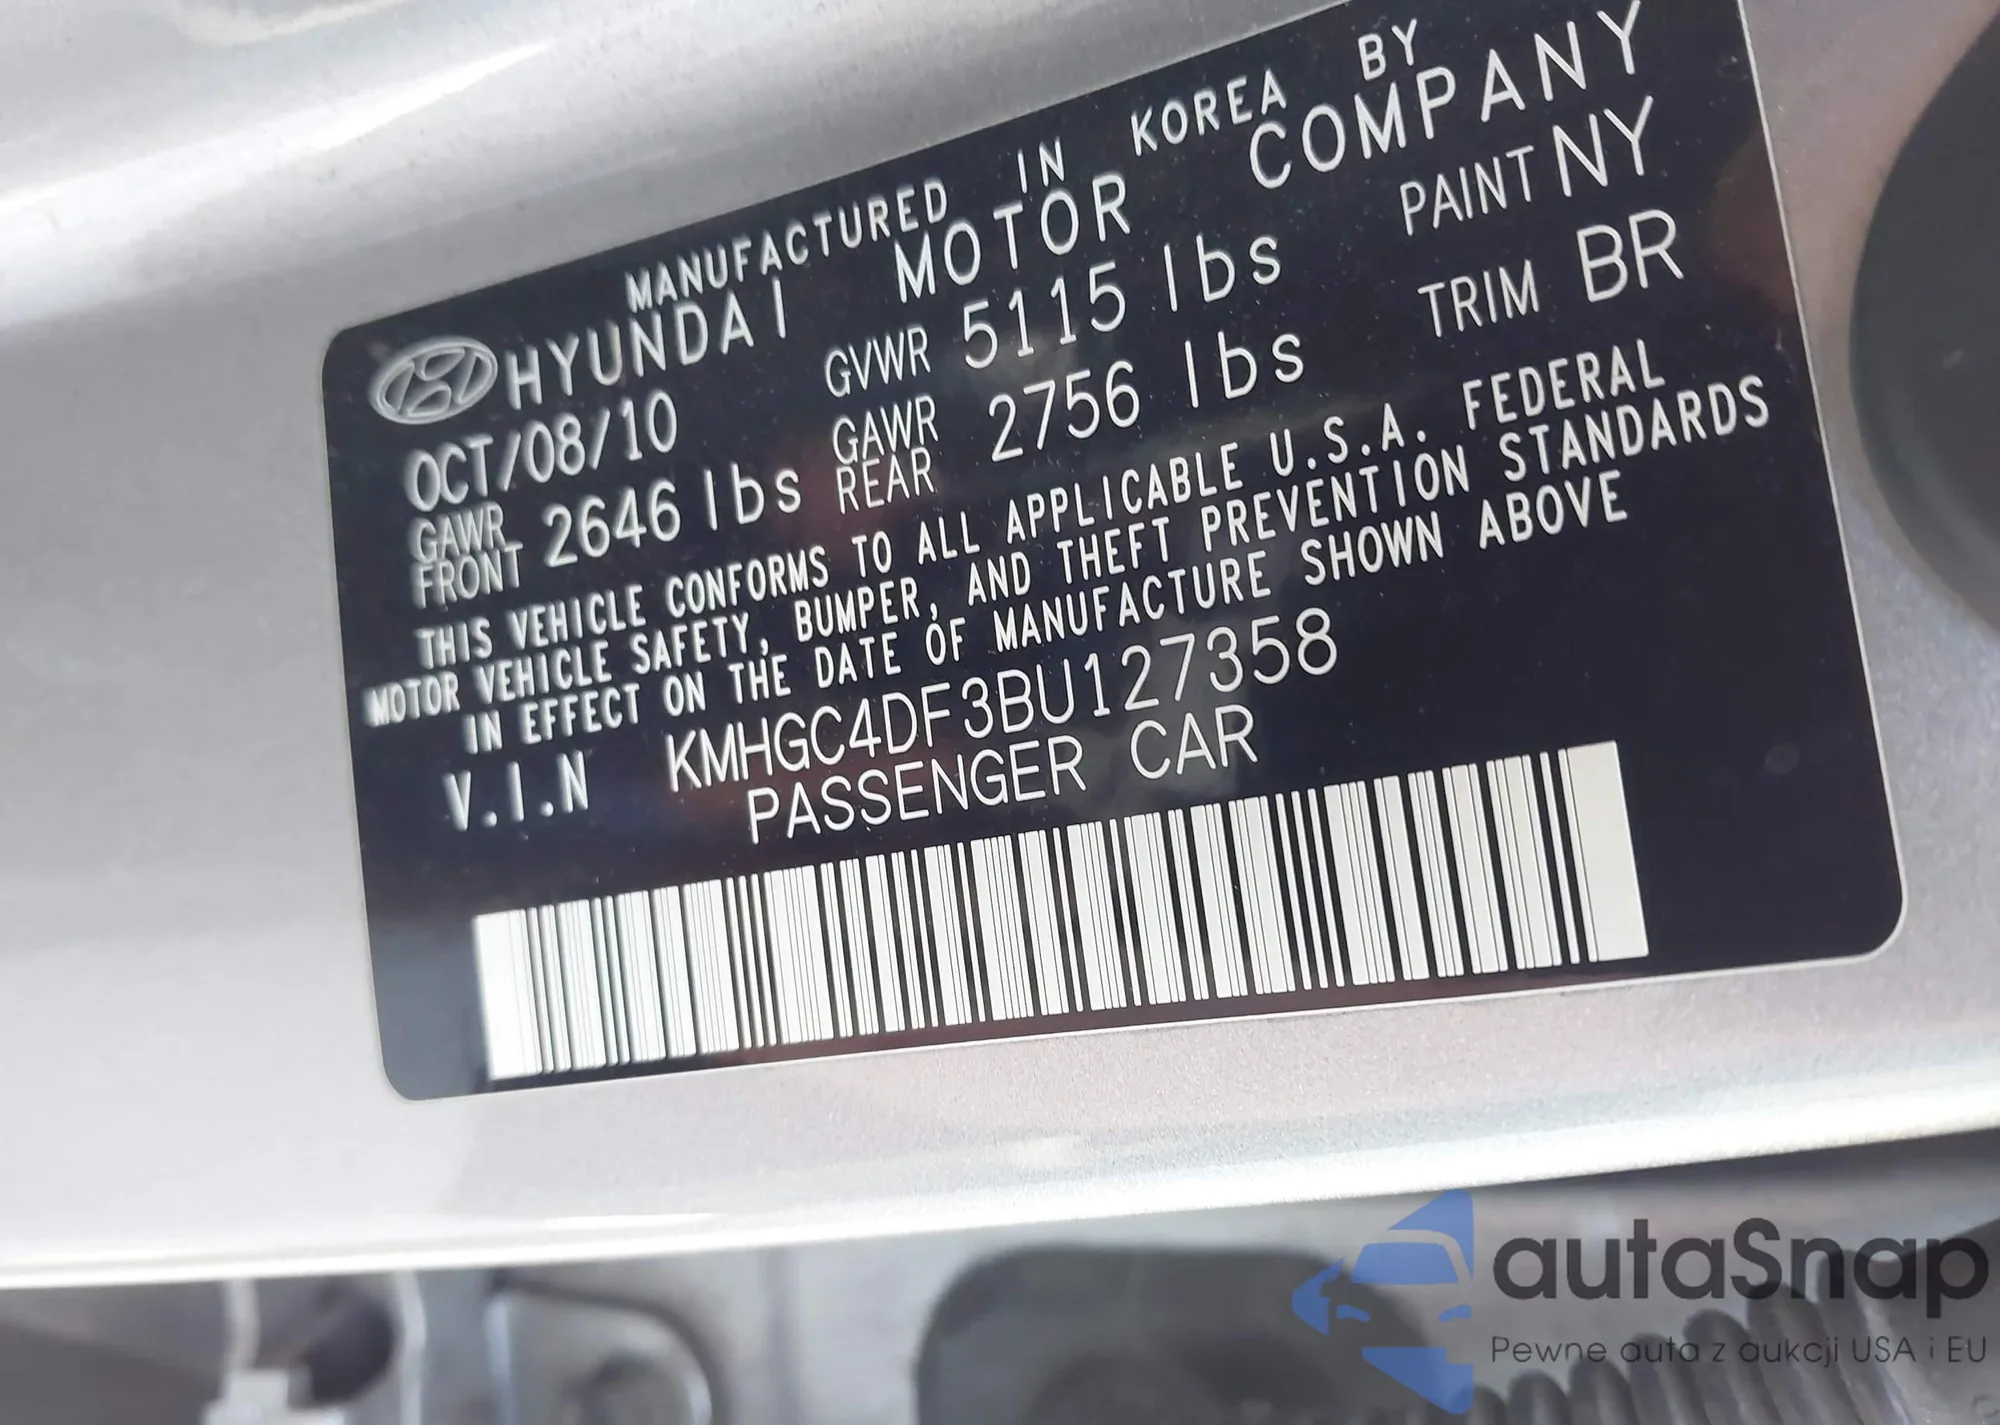 MANUFACTURED IN KOREA BY
HYUNDAI MOTOR COMPANY
OCT/08/10 GVWR 5115 lbs PAINT NY
GAWR FRONT 2646 lbs GAWR REAR 2756 lbs TRIM BR
THIS VEHICLE CONFORMS TO ALL APPLICABLE U.S.A. FEDERAL
MOTOR VEHICLE SAFETY, BUMPER, AND THEFT PREVENTION STANDARDS
IN EFFECT ON THE DATE OF MANUFACTURE SHOWN ABOVE
V.I.N KMHGC4DF3BU127358
PASSENGER CAR
autaSnap
Pewne auta z aukcji USA i EU